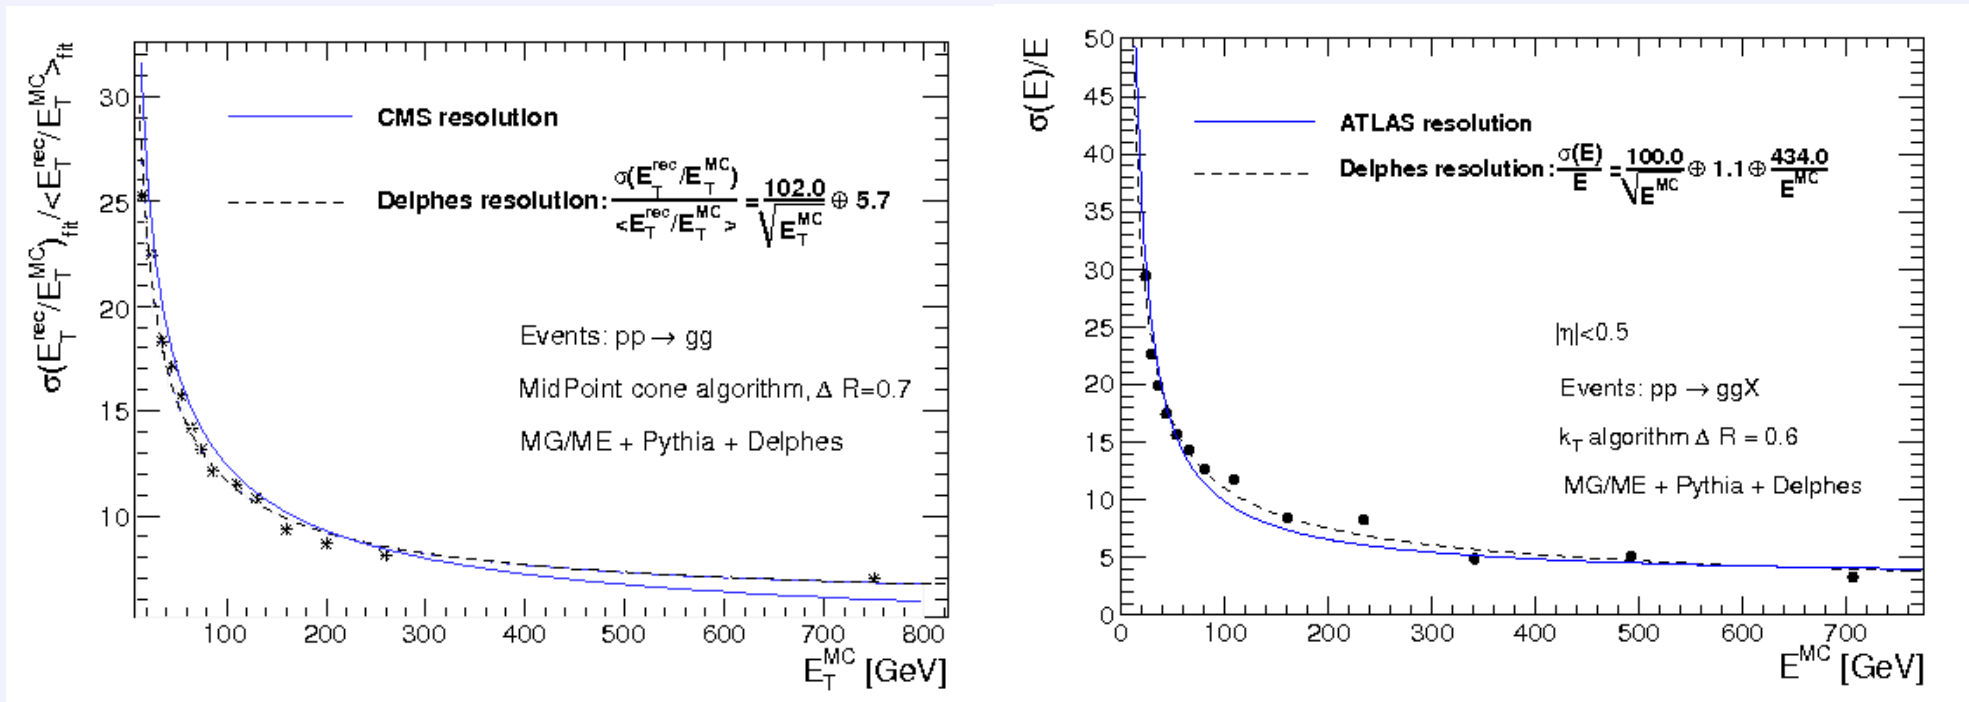 σ(E_T^rec/E_T^MC)_fit/<E_T^rec/E_T^MC>_fit
30
25
20
15
10
CMS resolution
Delphes resolution: σ(E_T^rec/E_T^MC) / <E_T^rec/E_T^MC> = 102.0/√E_T^MC ⊕ 5.7
Events: pp → gg
MidPoint cone algorithm, Δ R=0.7
MG/ME + Pythia + Delphes
100 200 300 400 500 600 700 800
E_T^MC [GeV]
σ(E)/E
50
45
40
35
30
25
20
15
10
5
0
ATLAS resolution
Delphes resolution: σ(E)/E = 100.0/√E^MC ⊕ 1.1 ⊕ 434.0/E^MC
|η|<0.5
Events: pp → ggX
k_T algorithm Δ R = 0.6
MG/ME + Pythia + Delphes
0 100 200 300 400 500 600 700
E^MC [GeV]